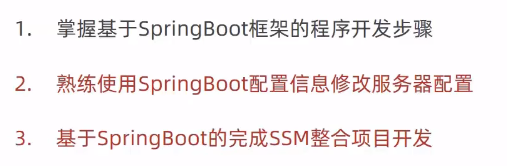 1. 掌握基于SpringBoot框架的程序开发步骤
2. 熟练使用SpringBoot配置信息修改服务器配置
3. 基于SpringBoot的完成SSM整合项目开发